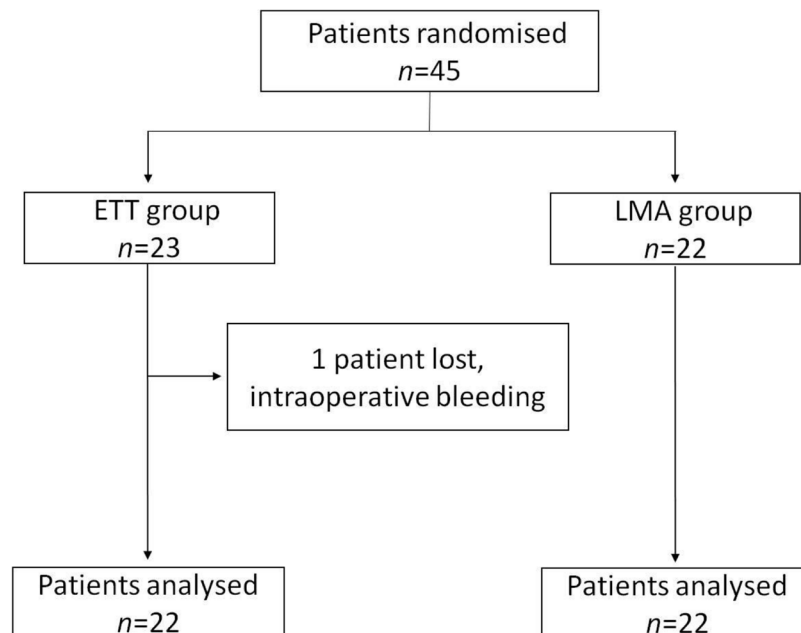 Patients randomised
n=45
ETT group
n=23
LMA group
n=22
1 patient lost,
intraoperative bleeding
Patients analysed
n=22
Patients analysed
n=22